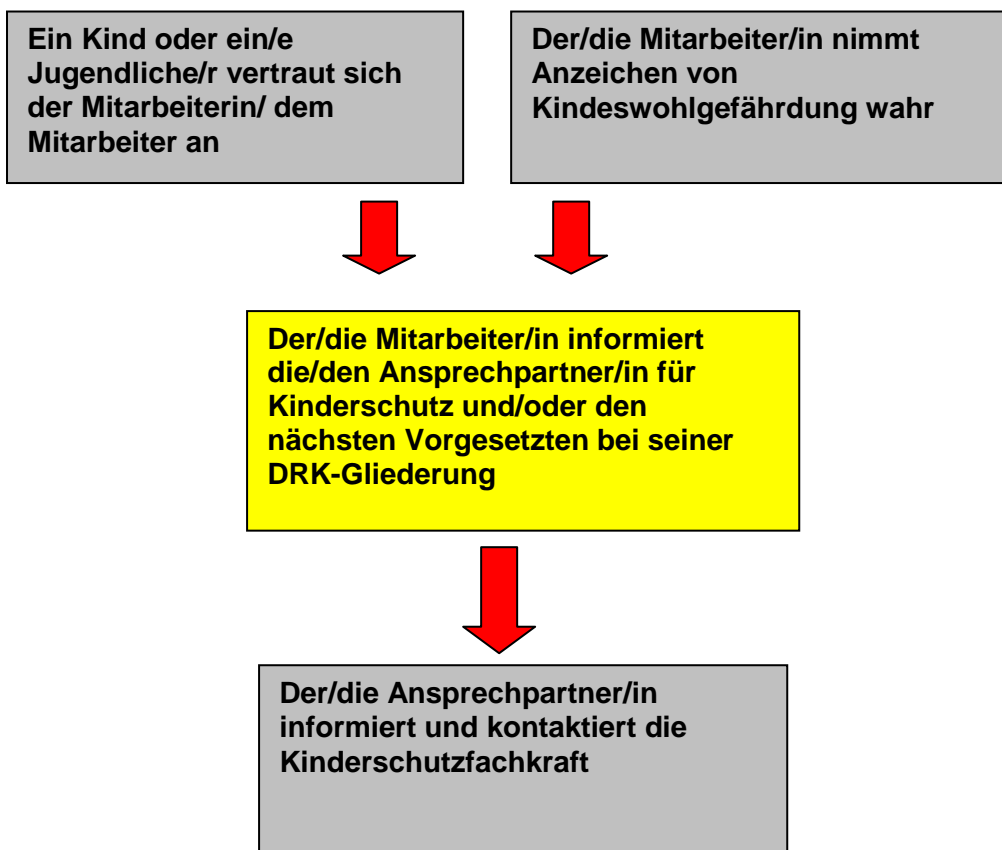 Ein Kind oder ein/e
Jugendliche/r vertraut sich
der Mitarbeiterin/ dem
Mitarbeiter an
Der/die Mitarbeiter/in nimmt
Anzeichen von
Kindeswohlgefährdung wahr
Der/die Mitarbeiter/in informiert
die/den Ansprechpartner/in für
Kinderschutz und/oder den
nächsten Vorgesetzten bei seiner
DRK-Gliederung
Der/die Ansprechpartner/in
informiert und kontaktiert die
Kinderschutzfachkraft